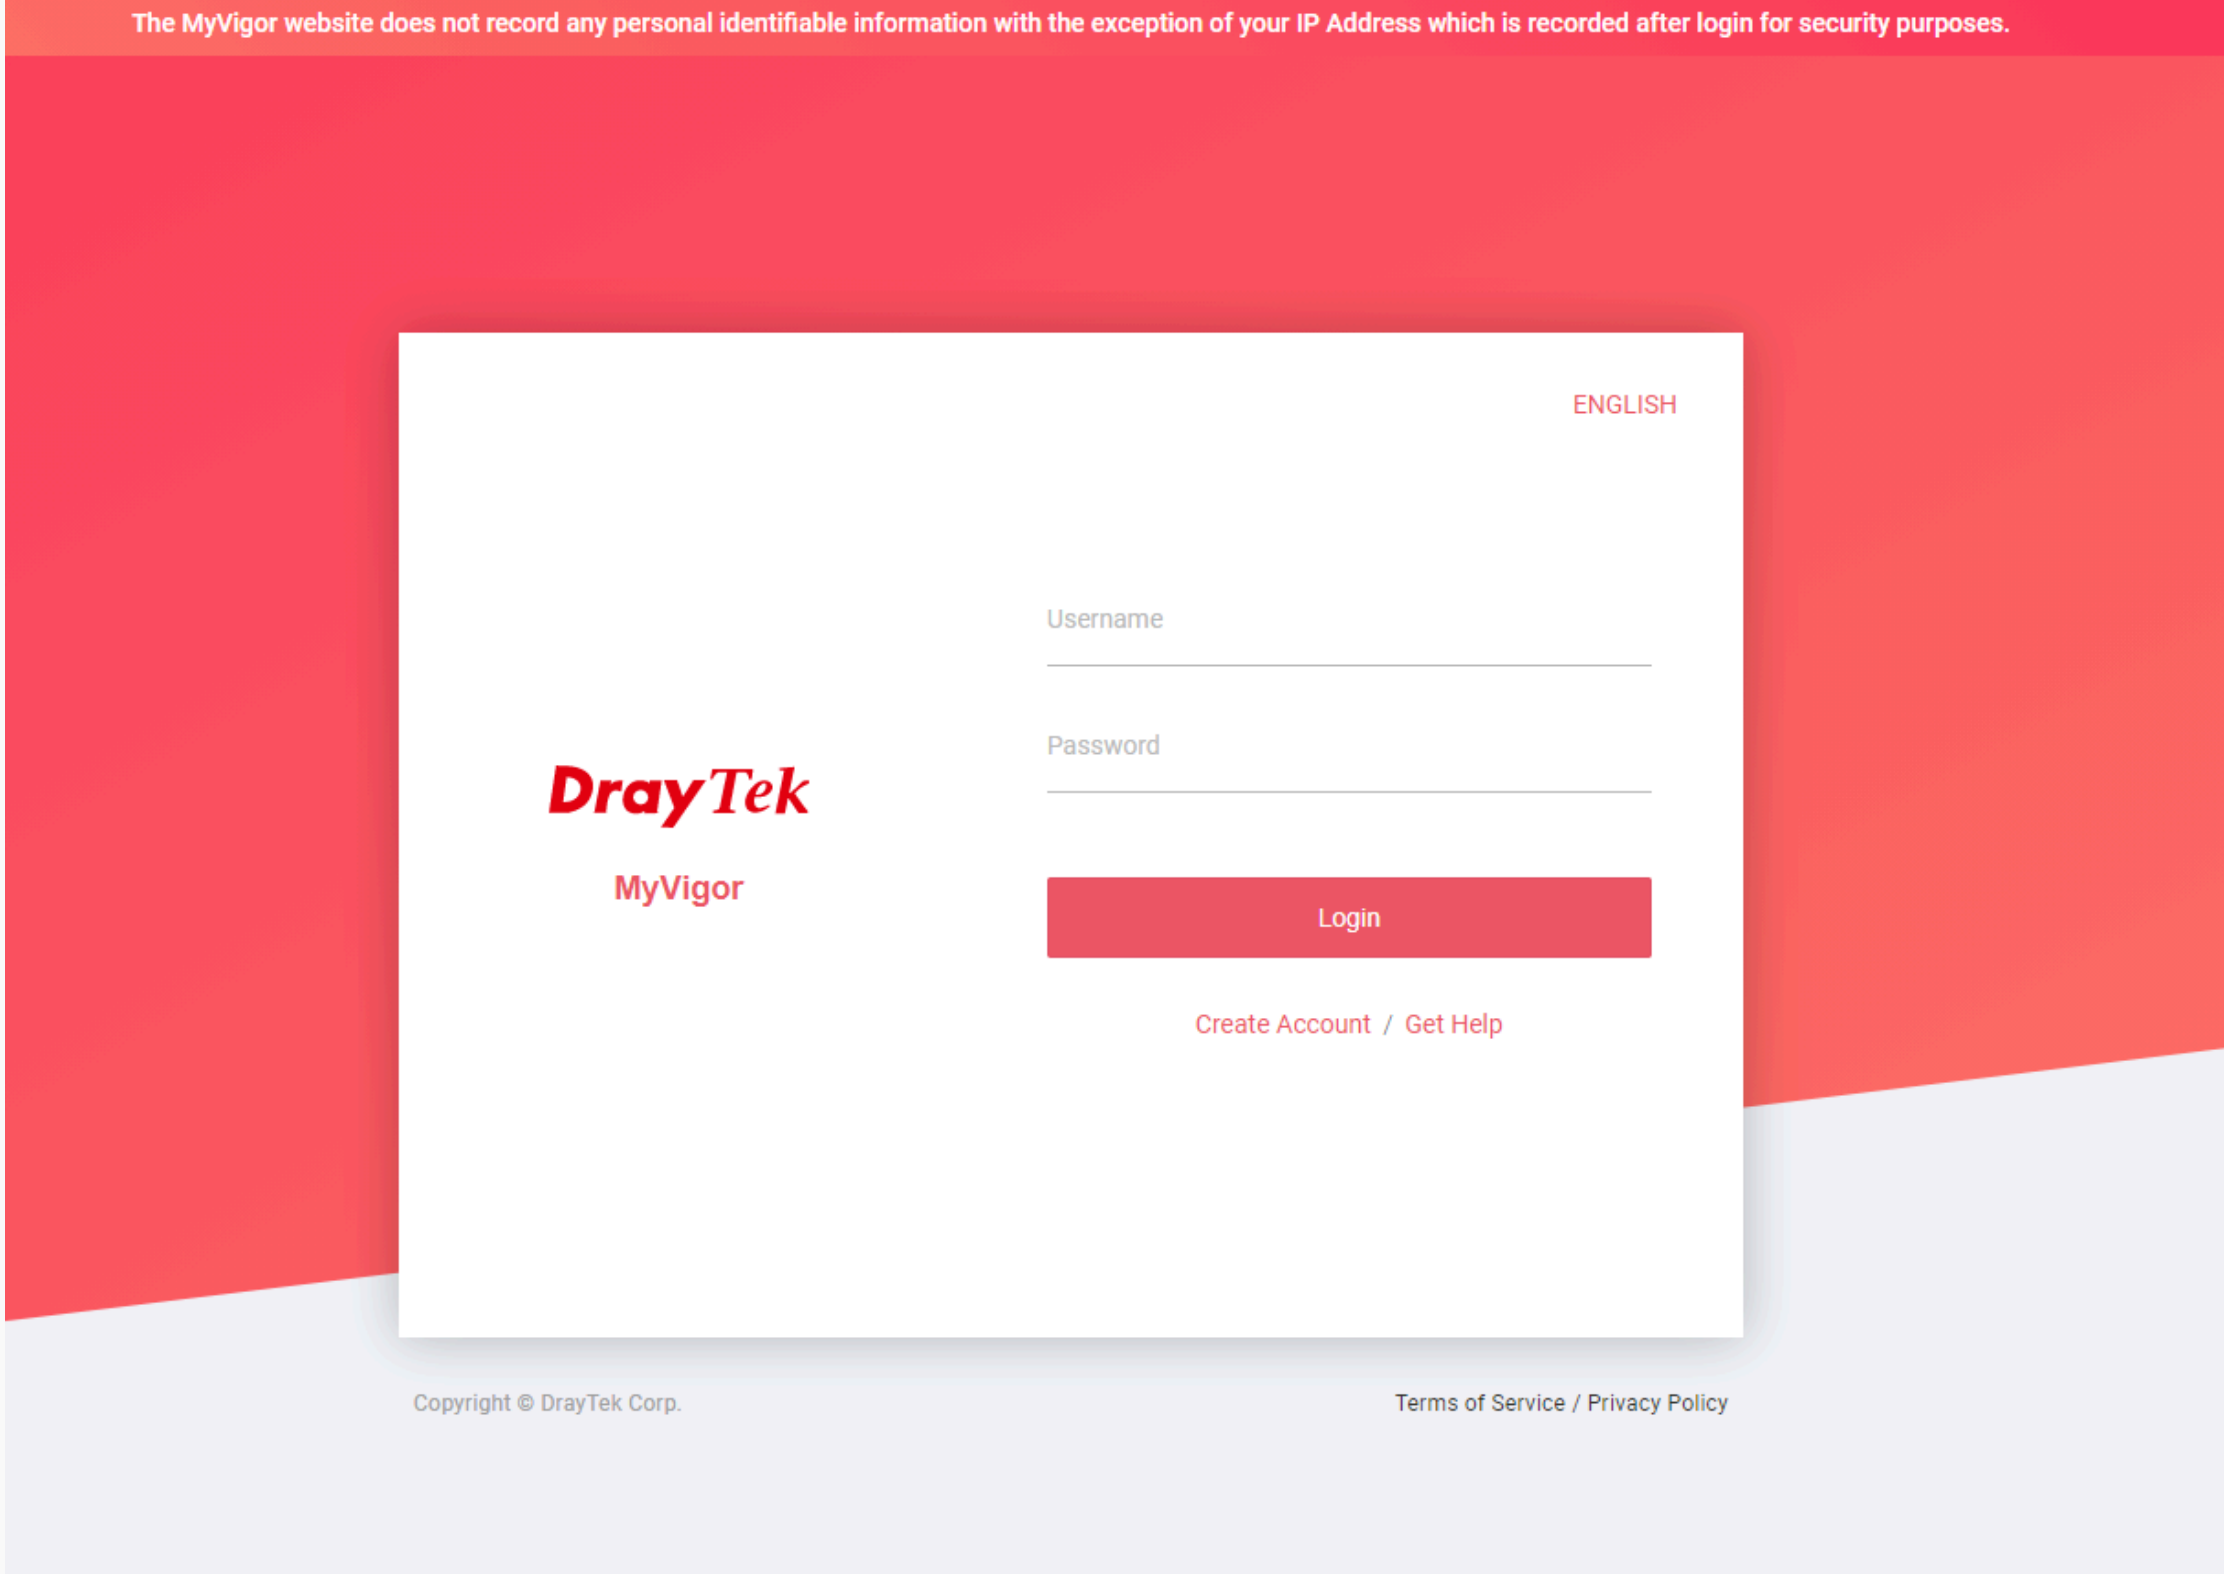 The MyVigor website does not record any personal identifiable information with the exception of your IP Address which is recorded after login for security purposes.
ENGLISH
Username
Password
DrayTek
MyVigor
Login
Create Account / Get Help
Copyright © DrayTek Corp.
Terms of Service / Privacy Policy